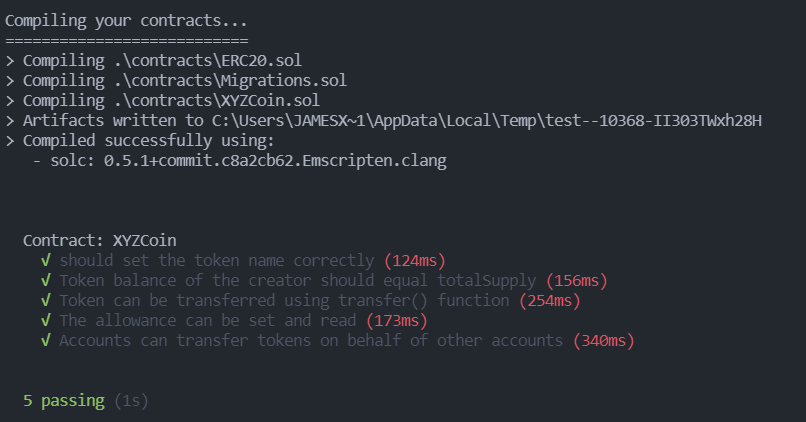 Compiling your contracts...
===========================
> Compiling .\contracts\ERC20.sol
> Compiling .\contracts\Migrations.sol
> Compiling .\contracts\XYZCoin.sol
> Artifacts written to C:\Users\JAMESX~1\AppData\Local\Temp\test--10368-II303TWxh28H
> Compiled successfully using:
   - solc: 0.5.1+commit.c8a2cb62.Emscripten.clang
  Contract: XYZCoin
    √ should set the token name correctly (124ms)
    √ Token balance of the creator should equal totalSupply (156ms)
    √ Token can be transferred using transfer() function (254ms)
    √ The allowance can be set and read (173ms)
    √ Accounts can transfer tokens on behalf of other accounts (340ms)
  5 passing (1s)